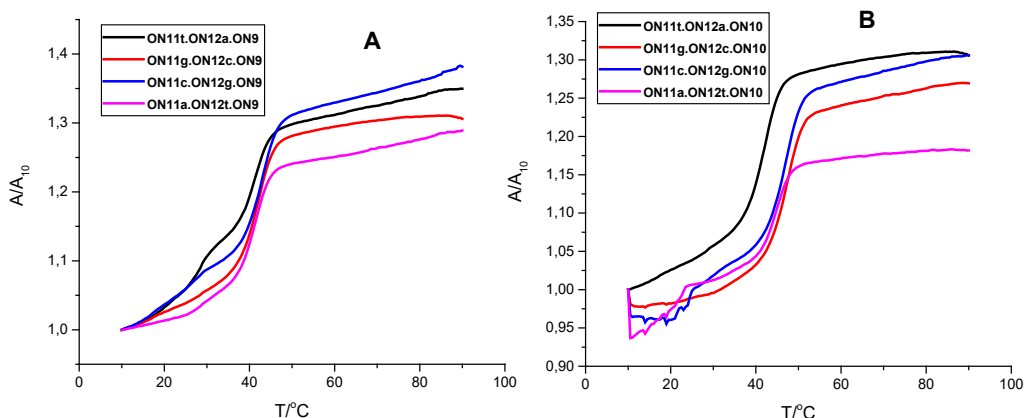 A
ON11t.ON12a.ON9
ON11g.ON12c.ON9
ON11c.ON12g.ON9
ON11a.ON12t.ON9
1,4
1,3
1,2
1,1
1,0
A/A10
0 20 40 60 80 100
T/°C
B
ON11t.ON12a.ON10
ON11g.ON12c.ON10
ON11c.ON12g.ON10
ON11a.ON12t.ON10
1,35
1,30
1,25
1,20
1,15
1,10
1,05
1,00
0,95
0,90
A/A10
0 20 40 60 80 100
T/°C